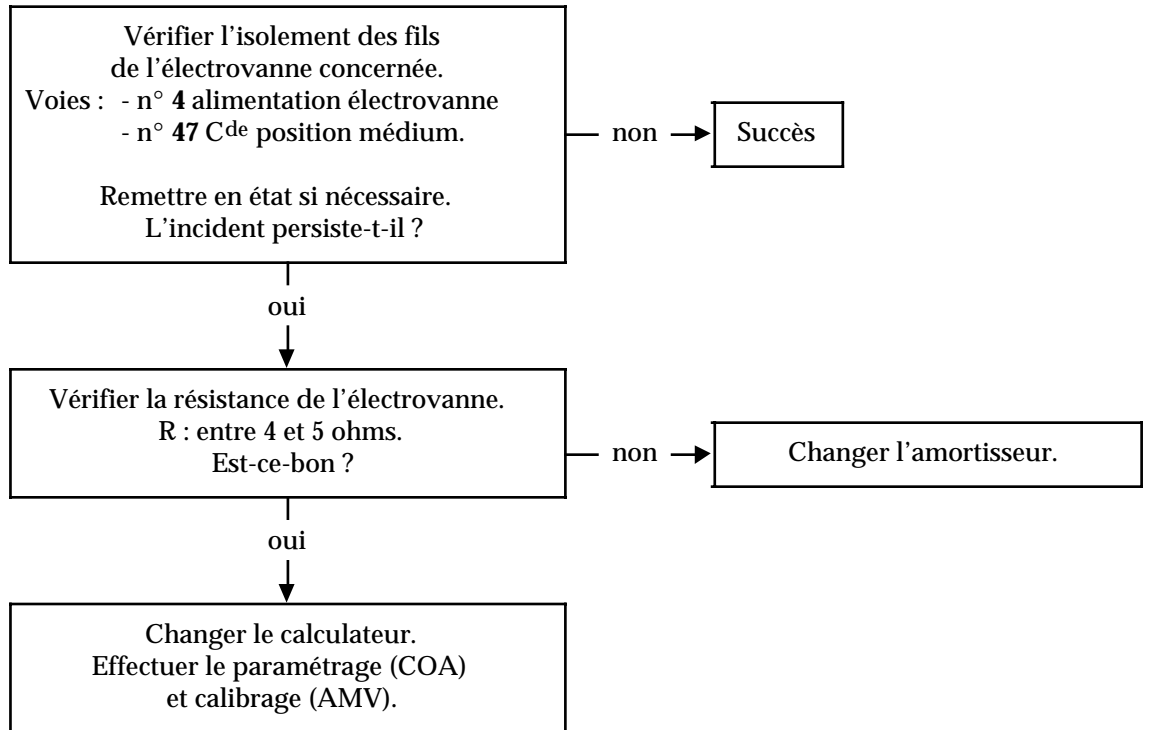 Vérifier l'isolement des fils
de l'électrovanne concernée.
Voies : - n° 4 alimentation électrovanne
- n° 47 Cde position médium.
Remettre en état si nécessaire.
L'incident persiste-t-il ?
non
Succès
oui
Vérifier la résistance de l'électrovanne.
R : entre 4 et 5 ohms.
Est-ce-bon ?
non
Changer l'amortisseur.
oui
Changer le calculateur.
Effectuer le paramétrage (COA)
et calibrage (AMV).